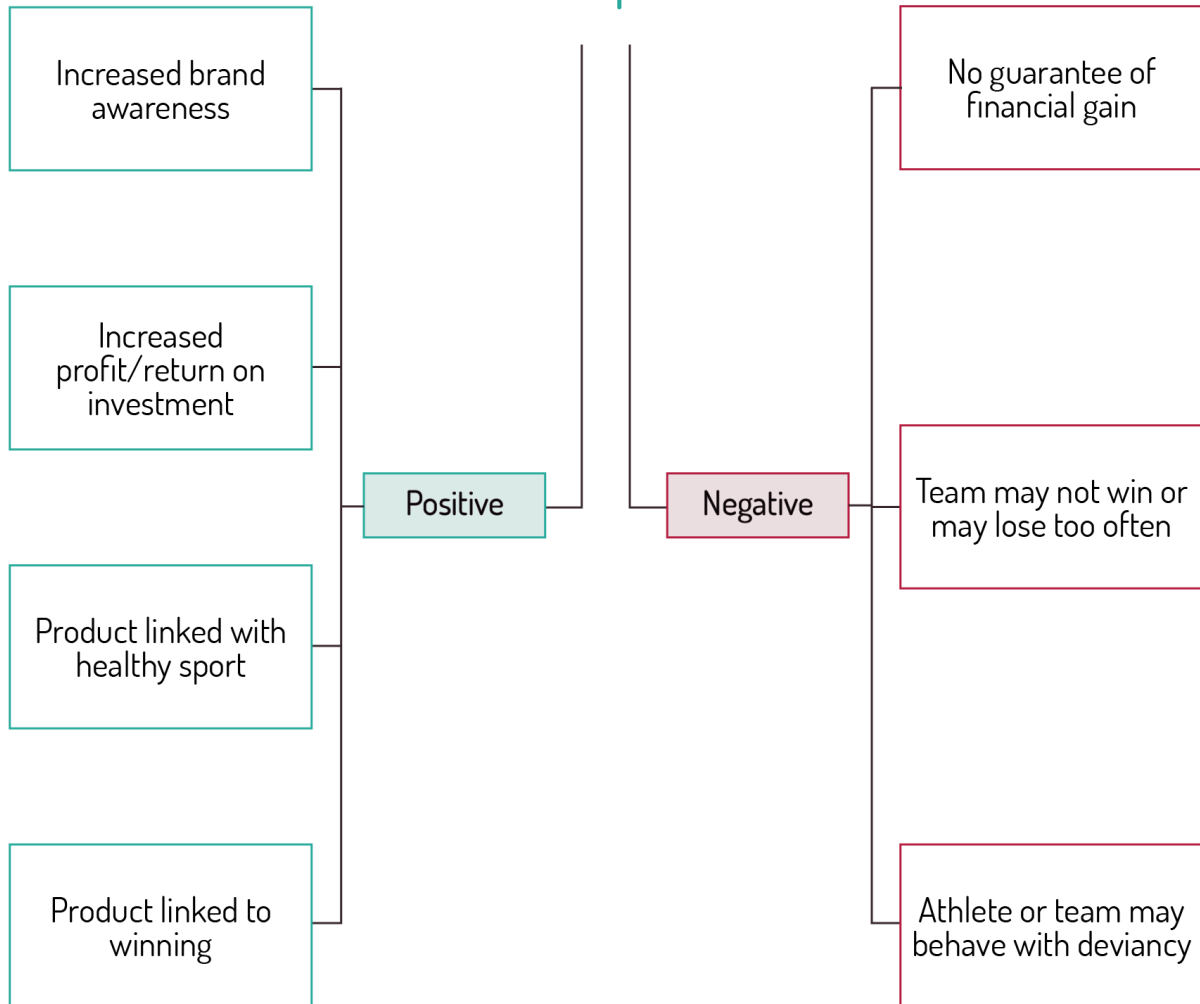 Increased brand
awareness
Increased
profit/return on
investment
Product linked with
healthy sport
Product linked to
winning
Positive
Negative
No guarantee of
financial gain
Team may not win or
may lose too often
Athlete or team may
behave with deviancy